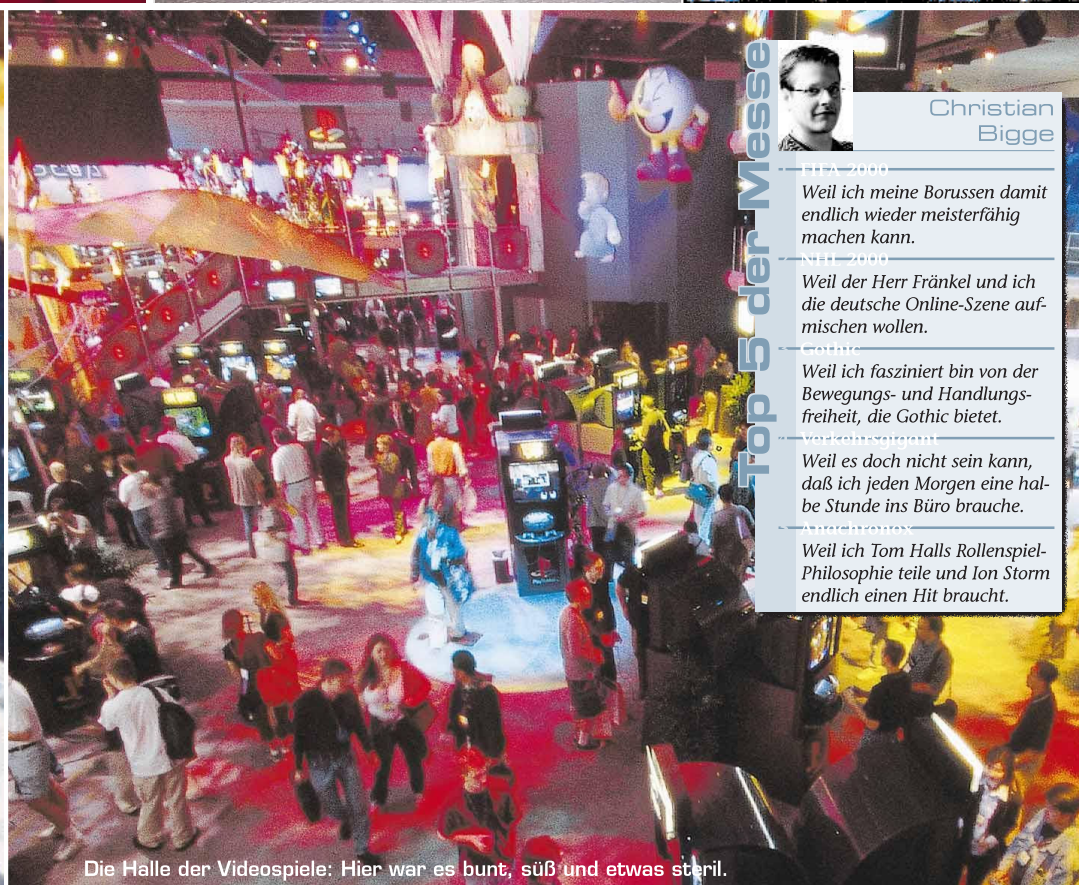 Top 5 der Messe
Christian
Bigge
FIFA 2000
Weil ich meine Borussen damit
endlich wieder meisterfähig
machen kann.
NHL 2000
Weil der Herr Fränkel und ich
die deutsche Online-Szene auf-
mischen wollen.
Gothic
Weil ich fasziniert bin von der
Bewegungs- und Handlungs-
freiheit, die Gothic bietet.
Verkehrsgigant
Weil es doch nicht sein kann,
daß ich jeden Morgen eine hal-
be Stunde ins Büro brauche.
Anachronox
Weil ich Tom Halls Rollenspiel-
Philosophie teile und Ion Storm
endlich einen Hit braucht.
PlayStation
Die Halle der Videospiele: Hier war es bunt, süß und etwas steril.